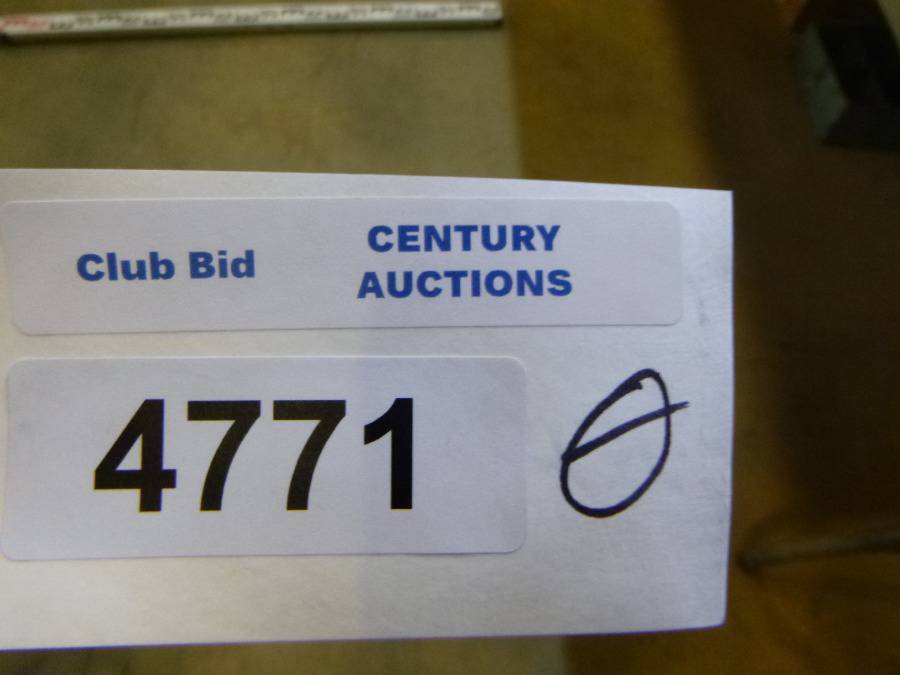 Club Bid
CENTURY
AUCTIONS
4771